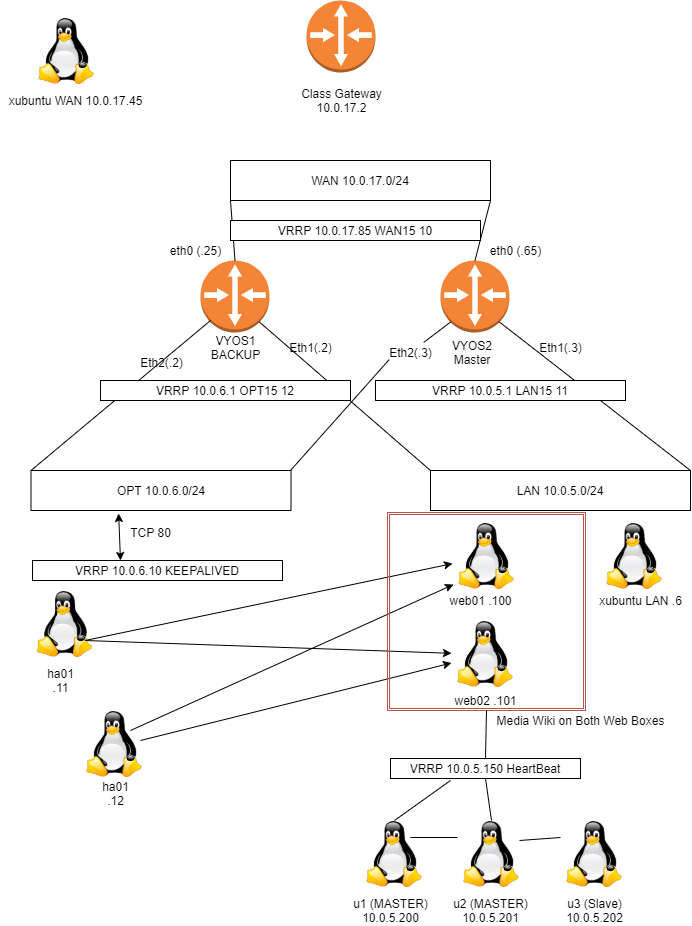 xubuntu WAN 10.0.17.45
Class Gateway
10.0.17.2
WAN 10.0.17.0/24
VRRP 10.0.17.85 WAN15 10
eth0 (.25)
eth0 (.65)
VYOS1
BACKUP
VYOS2
Master
Eth2(.2)
Eth1(.2)
Eth2(.3)
Eth1(.3)
VRRP 10.0.6.1 OPT15 12
VRRP 10.0.5.1 LAN15 11
OPT 10.0.6.0/24
LAN 10.0.5.0/24
TCP 80
VRRP 10.0.6.10 KEEPALIVED
web01 .100
xubuntu LAN .6
ha01
.11
web02 .101
Media Wiki on Both Web Boxes
VRRP 10.0.5.150 HeartBeat
ha01
.12
u1 (MASTER)
10.0.5.200
u2 (MASTER)
10.0.5.201
u3 (Slave)
10.0.5.202